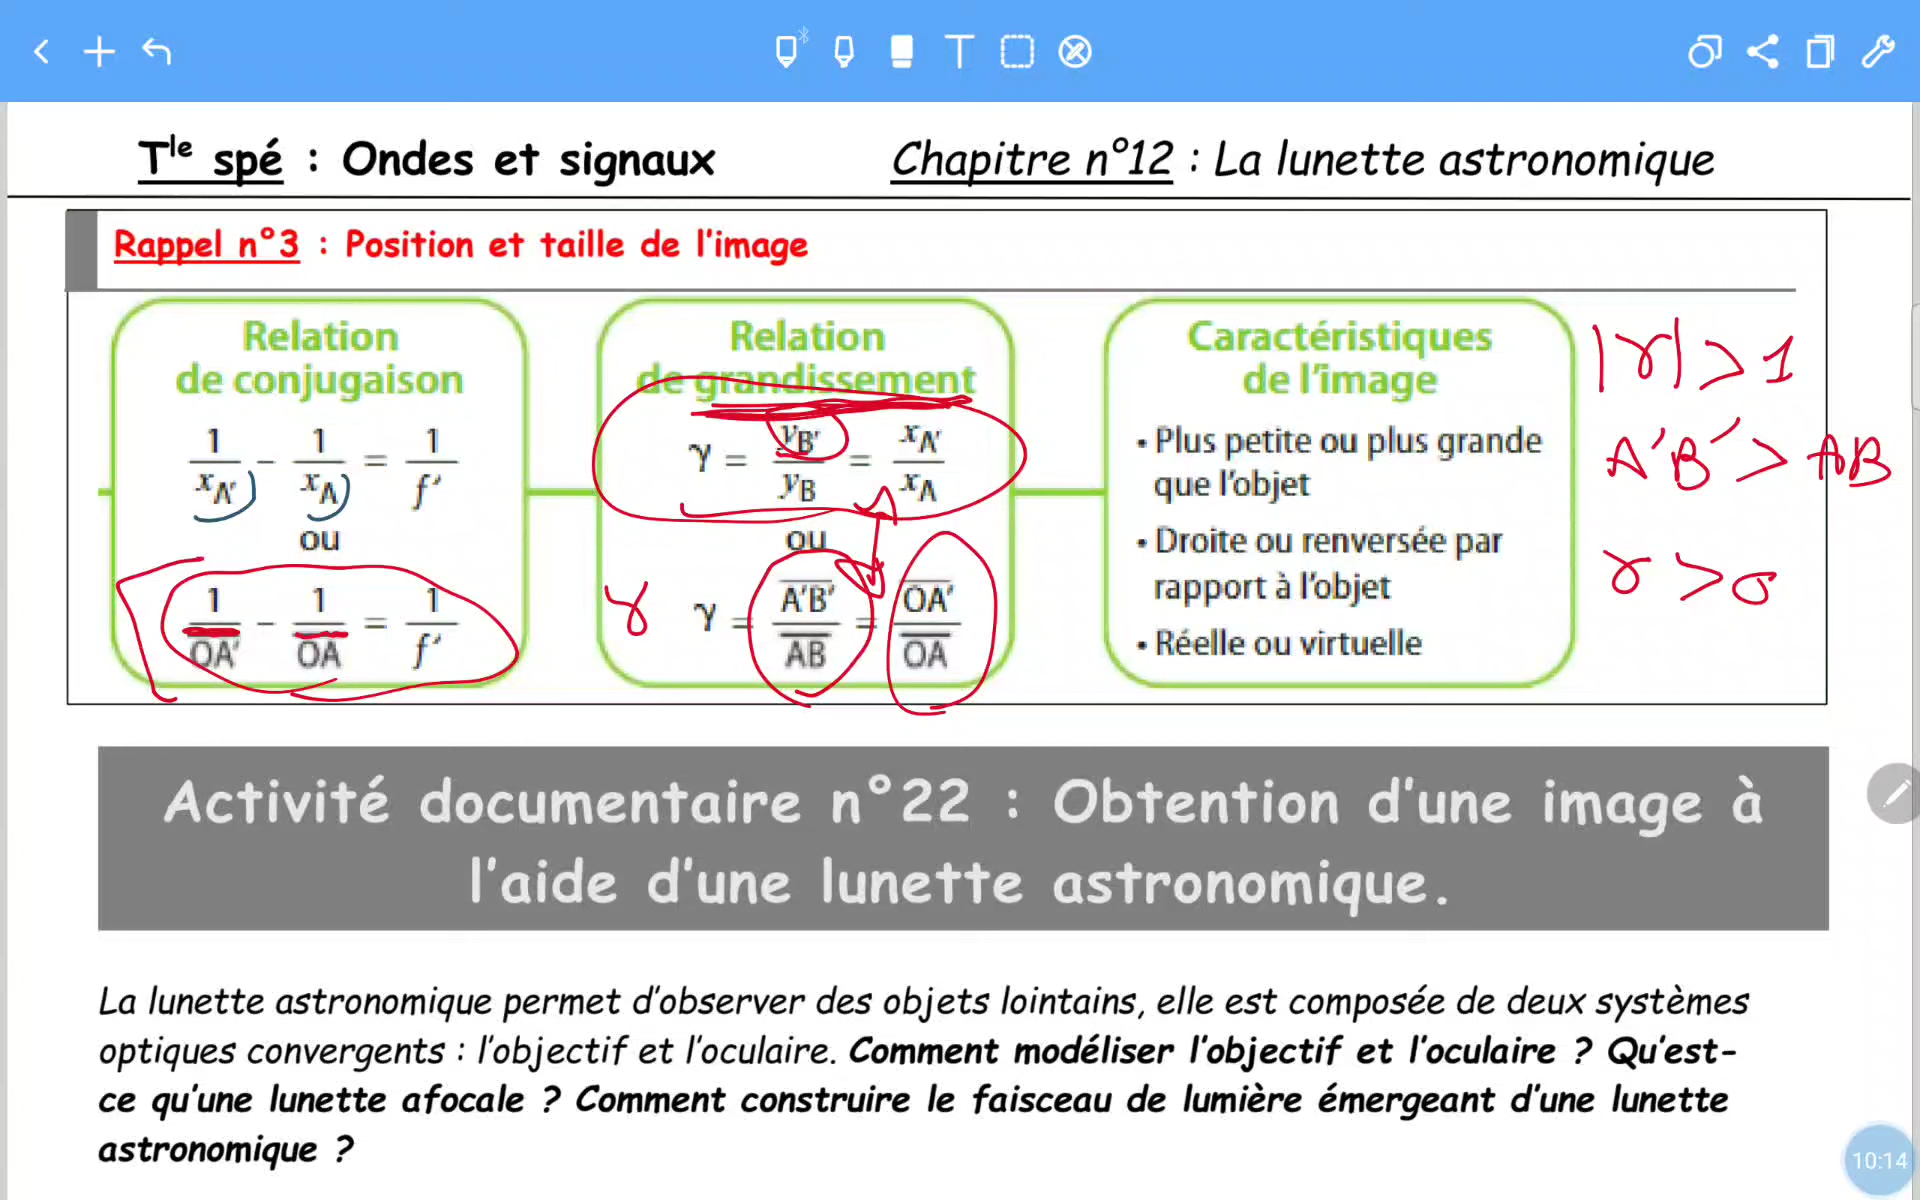 Tle spé : Ondes et signaux
Chapitre n°12 : La lunette astronomique
Rappel n°3 : Position et taille de l'image
Relation
de conjugaison
1/xA' - 1/xA = 1/f'
ou
1/OA' - 1/OA = 1/f'
Relation
de grandissement
γ = yB'/yB = xA'/xA
ou
γ γ = A'B'/AB = OA'/OA
Caractéristiques
de l'image
• Plus petite ou plus grande
que l'objet
• Droite ou renversée par
rapport à l'objet
• Réelle ou virtuelle
|γ| > 1
A'B' > AB
γ > 0
Activité documentaire n°22 : Obtention d'une image à
l'aide d'une lunette astronomique.
La lunette astronomique permet d'observer des objets lointains, elle est composée de deux systèmes
optiques convergents : l'objectif et l'oculaire. Comment modéliser l'objectif et l'oculaire ? Qu'est-
ce qu'une lunette afocale ? Comment construire le faisceau de lumière émergeant d'une lunette
astronomique ?
10:14